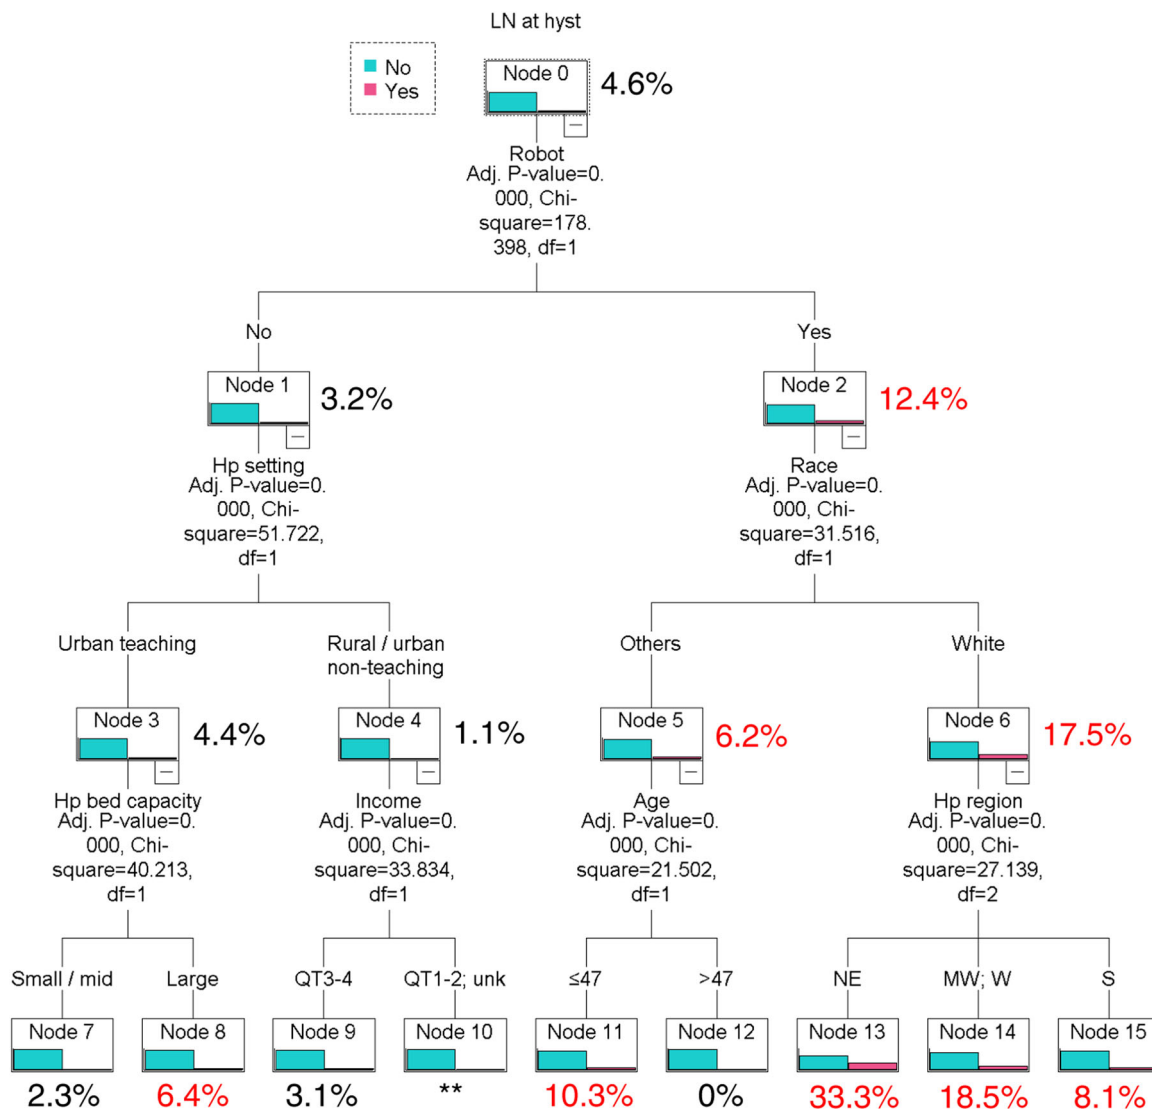 LN at hyst
No
Yes
Node 0
4.6%
Robot
Adj. P-value=0.
000, Chi-
square=178.
398, df=1
No
Yes
Node 1
3.2%
Node 2
12.4%
Hp setting
Adj. P-value=0.
000, Chi-
square=51.722,
df=1
Race
Adj. P-value=0.
000, Chi-
square=31.516,
df=1
Urban teaching
Rural / urban
non-teaching
Others
White
Node 3
4.4%
Node 4
1.1%
Node 5
6.2%
Node 6
17.5%
Hp bed capacity
Adj. P-value=0.
000, Chi-
square=40.213,
df=1
Income
Adj. P-value=0.
000, Chi-
square=33.834,
df=1
Age
Adj. P-value=0.
000, Chi-
square=21.502,
df=1
Hp region
Adj. P-value=0.
000, Chi-
square=27.139,
df=2
Small / mid
Large
QT3-4
QT1-2; unk
≤47
>47
NE
MW; W
S
Node 7
Node 8
Node 9
Node 10
Node 11
Node 12
Node 13
Node 14
Node 15
2.3%
6.4%
3.1%
**
10.3%
0%
33.3%
18.5%
8.1%